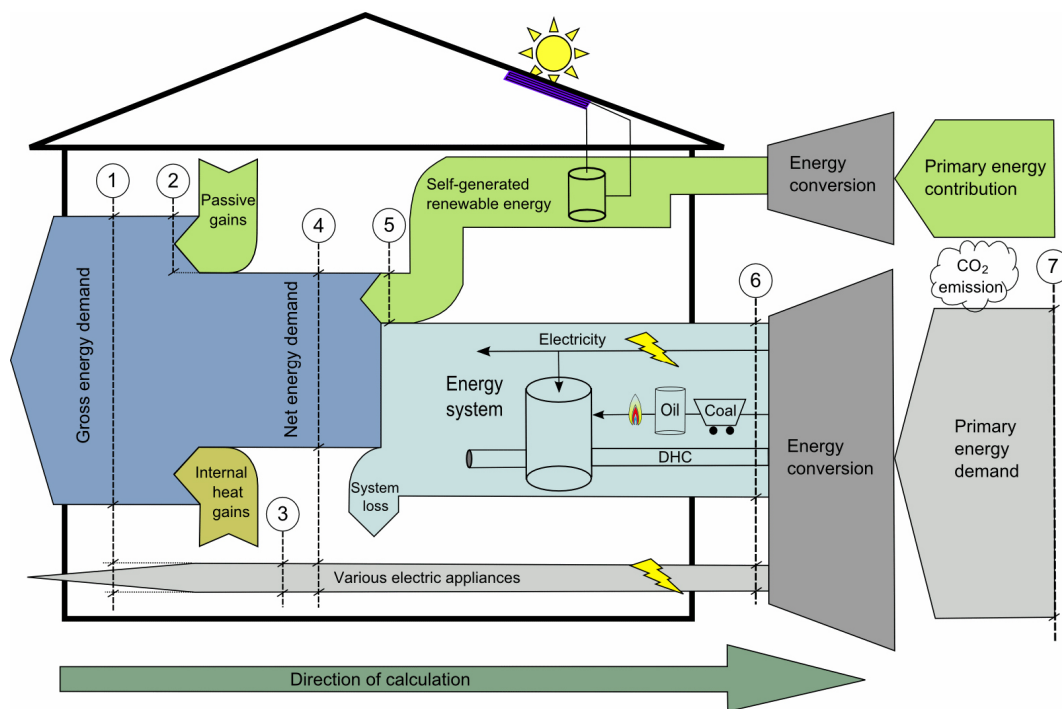 1
2
Passive
gains
4
5
Self-generated
renewable energy
Energy
conversion
Primary energy
contribution
CO₂
emission
7
6
Gross energy demand
Net energy demand
Electricity
Energy
system
Oil
Coal
DHC
Energy
conversion
Primary
energy
demand
Internal
heat
gains
System
loss
3
Various electric appliances
Direction of calculation